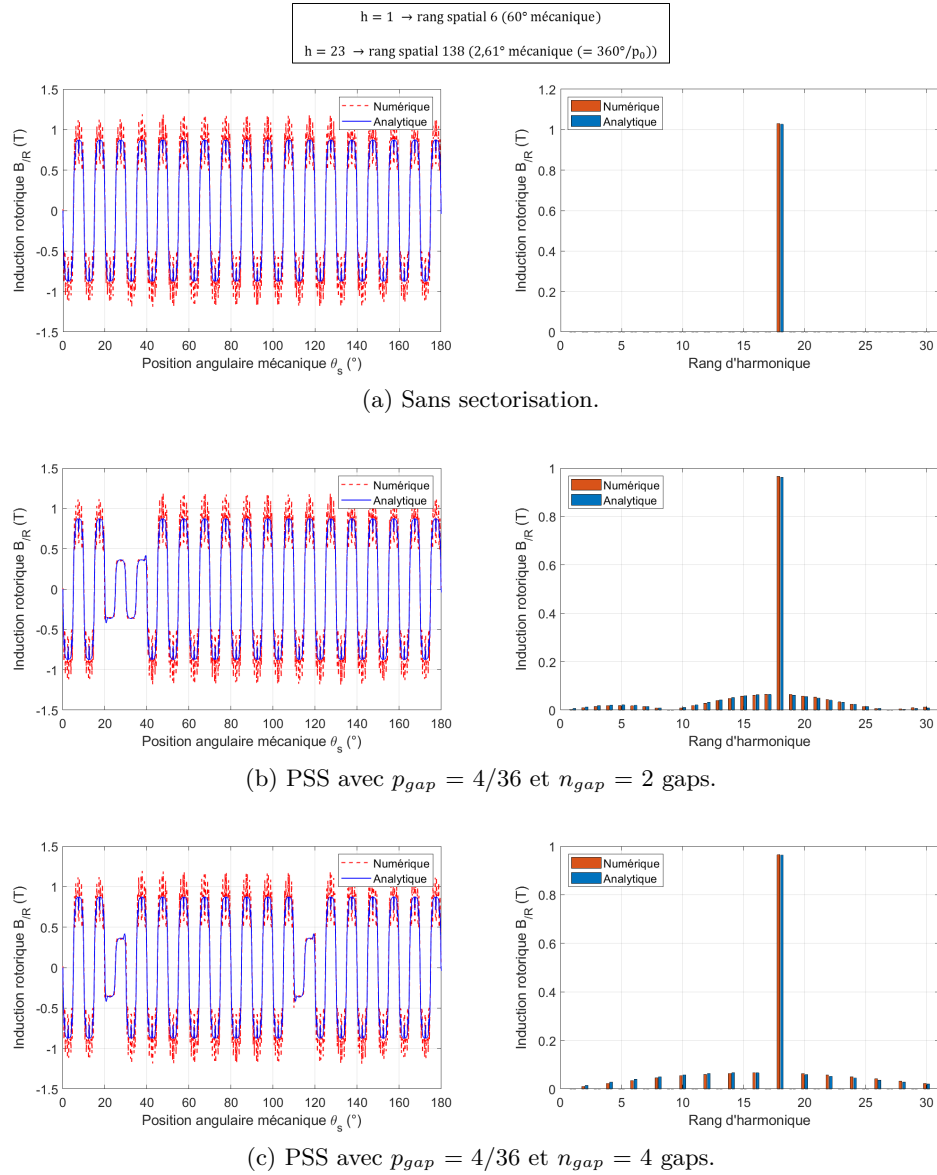 h = 1 → rang spatial 6 (60° mécanique)
h = 23 → rang spatial 138 (2,61° mécanique (= 360°/p₀))
Induction rotorique B/R (T)
1.5
1
0.5
0
-0.5
-1
-1.5
Numérique
Analytique
0 20 40 60 80 100 120 140 160 180
Position angulaire mécanique θs (°)
Induction rotorique B/R (T)
1.2
1
0.8
0.6
0.4
0.2
0
Numérique
Analytique
0 5 10 15 20 25 30
Rang d'harmonique
(a) Sans sectorisation.
Induction rotorique B/R (T)
1.5
1
0.5
0
-0.5
-1
-1.5
Numérique
Analytique
0 20 40 60 80 100 120 140 160 180
Position angulaire mécanique θs (°)
Induction rotorique B/R (T)
1
0.8
0.6
0.4
0.2
0
Numérique
Analytique
0 5 10 15 20 25 30
Rang d'harmonique
(b) PSS avec pgap = 4/36 et ngap = 2 gaps.
Induction rotorique B/R (T)
1.5
1
0.5
0
-0.5
-1
-1.5
Numérique
Analytique
0 20 40 60 80 100 120 140 160 180
Position angulaire mécanique θs (°)
Induction rotorique B/R (T)
1
0.8
0.6
0.4
0.2
0
Numérique
Analytique
0 5 10 15 20 25 30
Rang d'harmonique
(c) PSS avec pgap = 4/36 et ngap = 4 gaps.